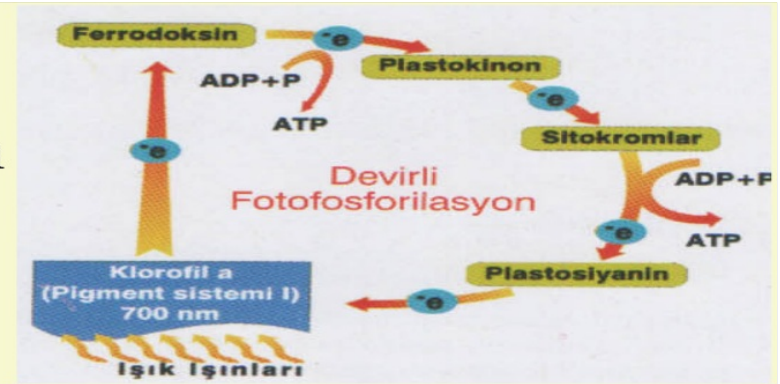 Ferrodoksin
-e
Plastokinon
ADP+P
ATP
-e
Sitokromlar
-e
Devirli
Fotofosforilasyon
ADP+P
ATP
-e
Plastosiyanin
Klorofil a
(Pigment sistemi I)
700 nm
-e
Işık Işınları